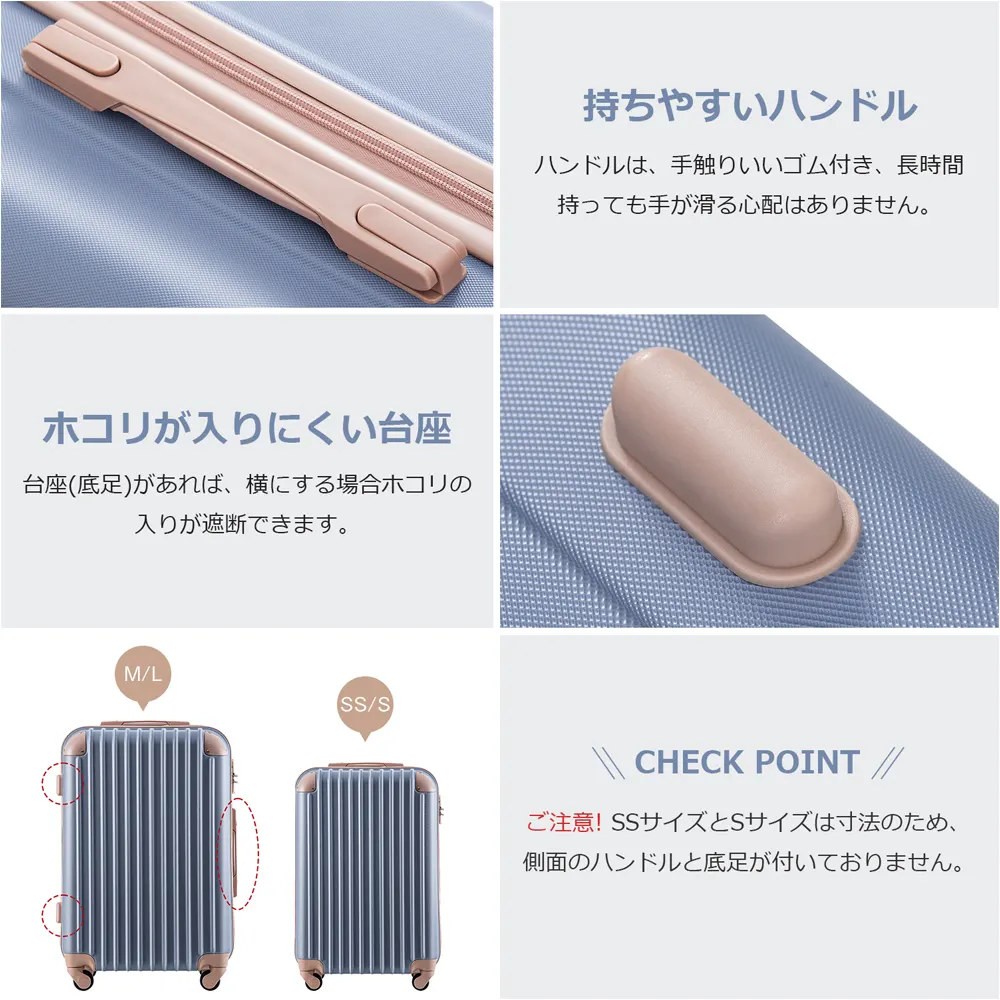 持ちやすいハンドル
ハンドルは、手触りいいゴム付き、長時間
持っても手が滑る心配はありません。
ホコリが入りにくい台座
台座(底足)があれば、横にする場合ホコリの
入りが遮断できます。
M/L
SS/S
CHECK POINT
ご注意! SSサイズとSサイズは寸法のため、
側面のハンドルと底足が付いておりません。